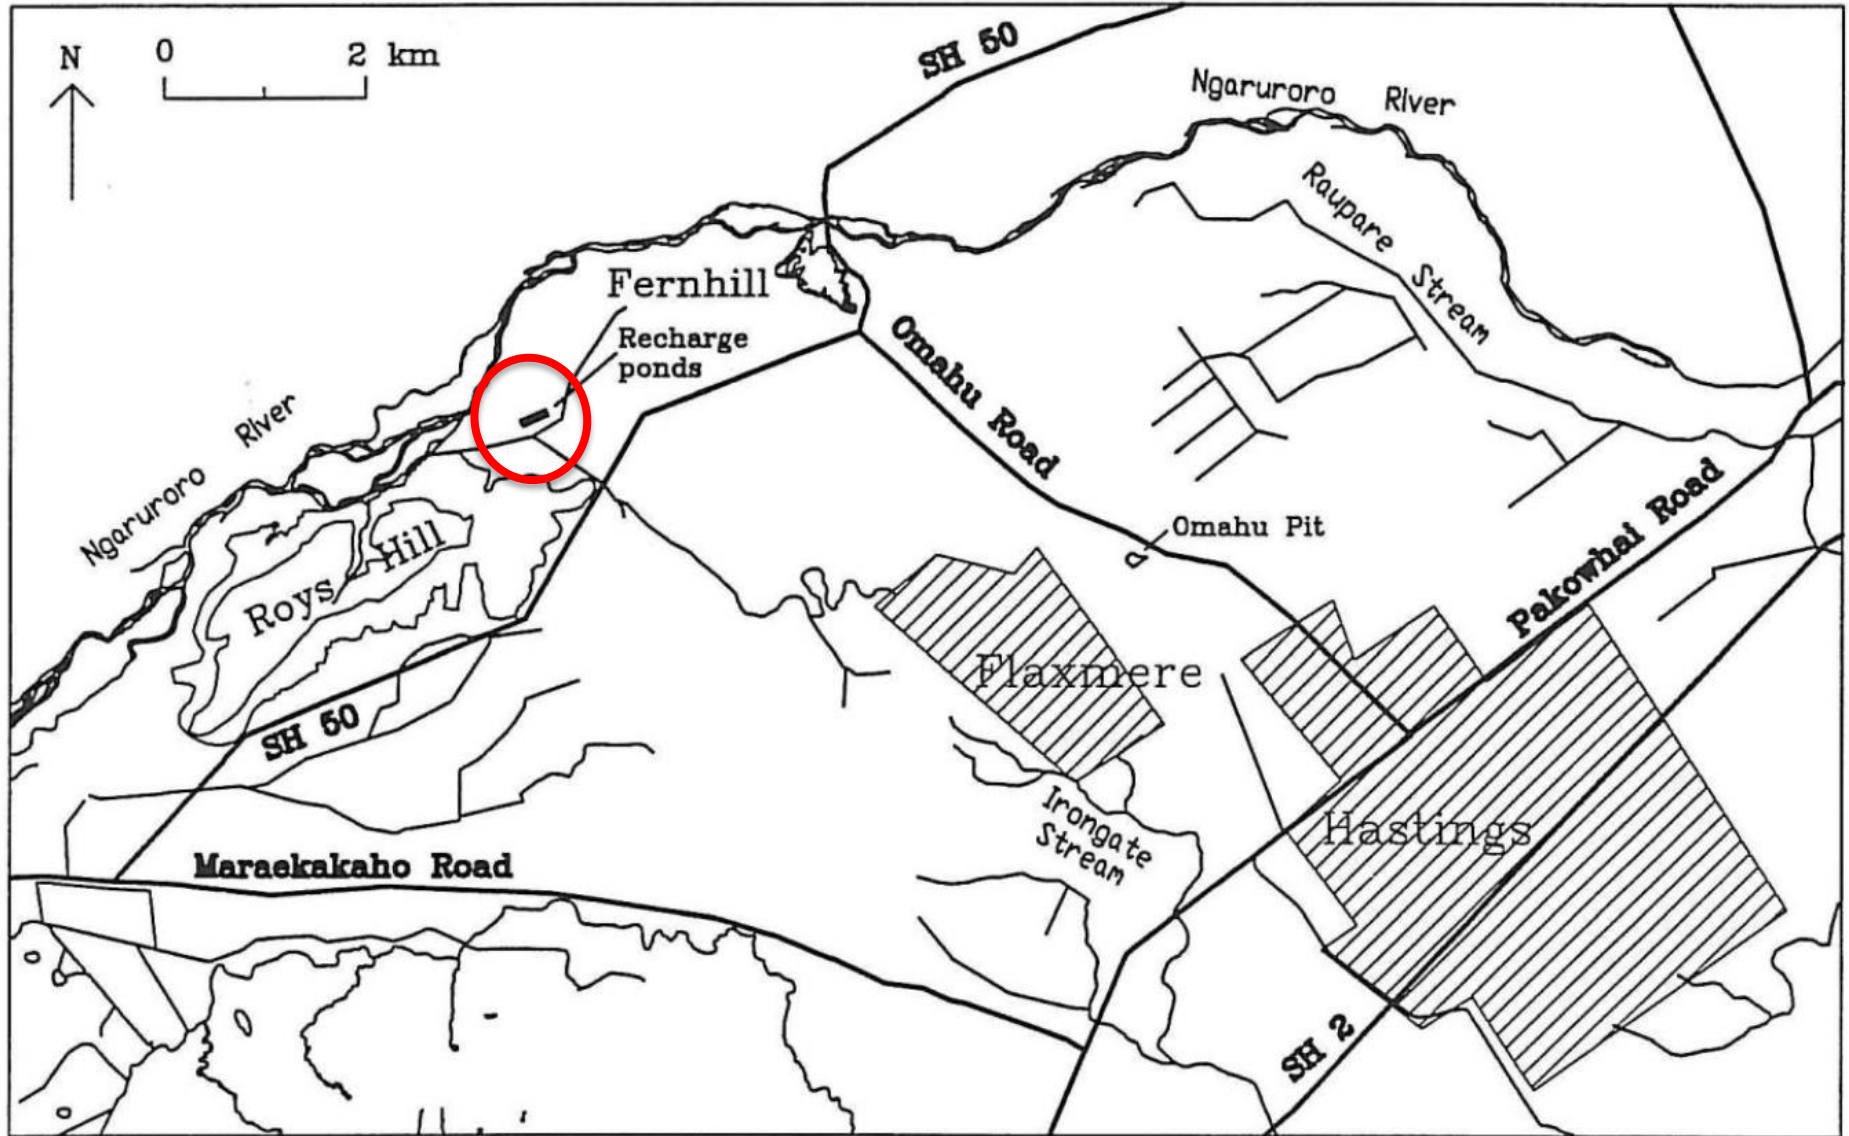 SH 50
N
0 2 km
Ngaruroro River
Raupare
Stream
Fernhill
Recharge
ponds
Omahu Road
Ngaruroro River
Omahu Pit
Pakowhai Road
Roys Hill
Flaxmere
SH 50
Irongate
Stream
Hastings
Maraekakaho Road
SH 2